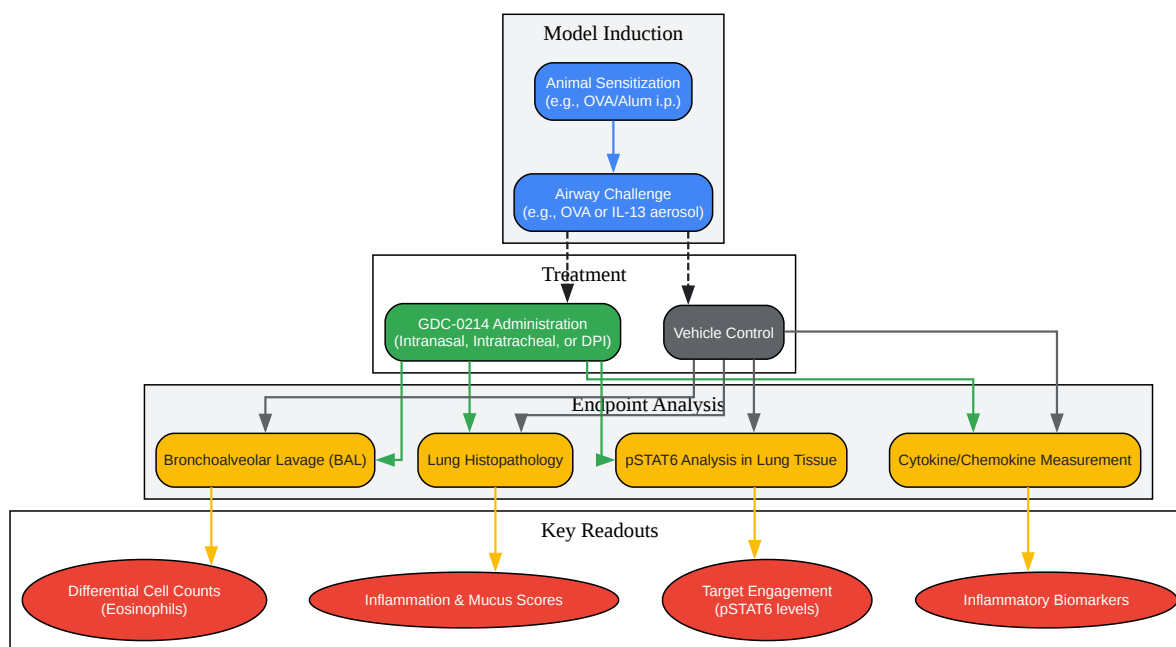 Model Induction
Animal Sensitization
(e.g., OVA/Alum i.p.)
Airway Challenge
(e.g., OVA or IL-13 aerosol)
Treatment
GDC-0214 Administration
(Intranasal, Intratracheal, or DPI)
Vehicle Control
Endpoint Analysis
Bronchoalveolar Lavage (BAL)
Lung Histopathology
pSTAT6 Analysis in Lung Tissue
Cytokine/Chemokine Measurement
Key Readouts
Differential Cell Counts
(Eosinophils)
Inflammation & Mucus Scores
Target Engagement
(pSTAT6 levels)
Inflammatory Biomarkers